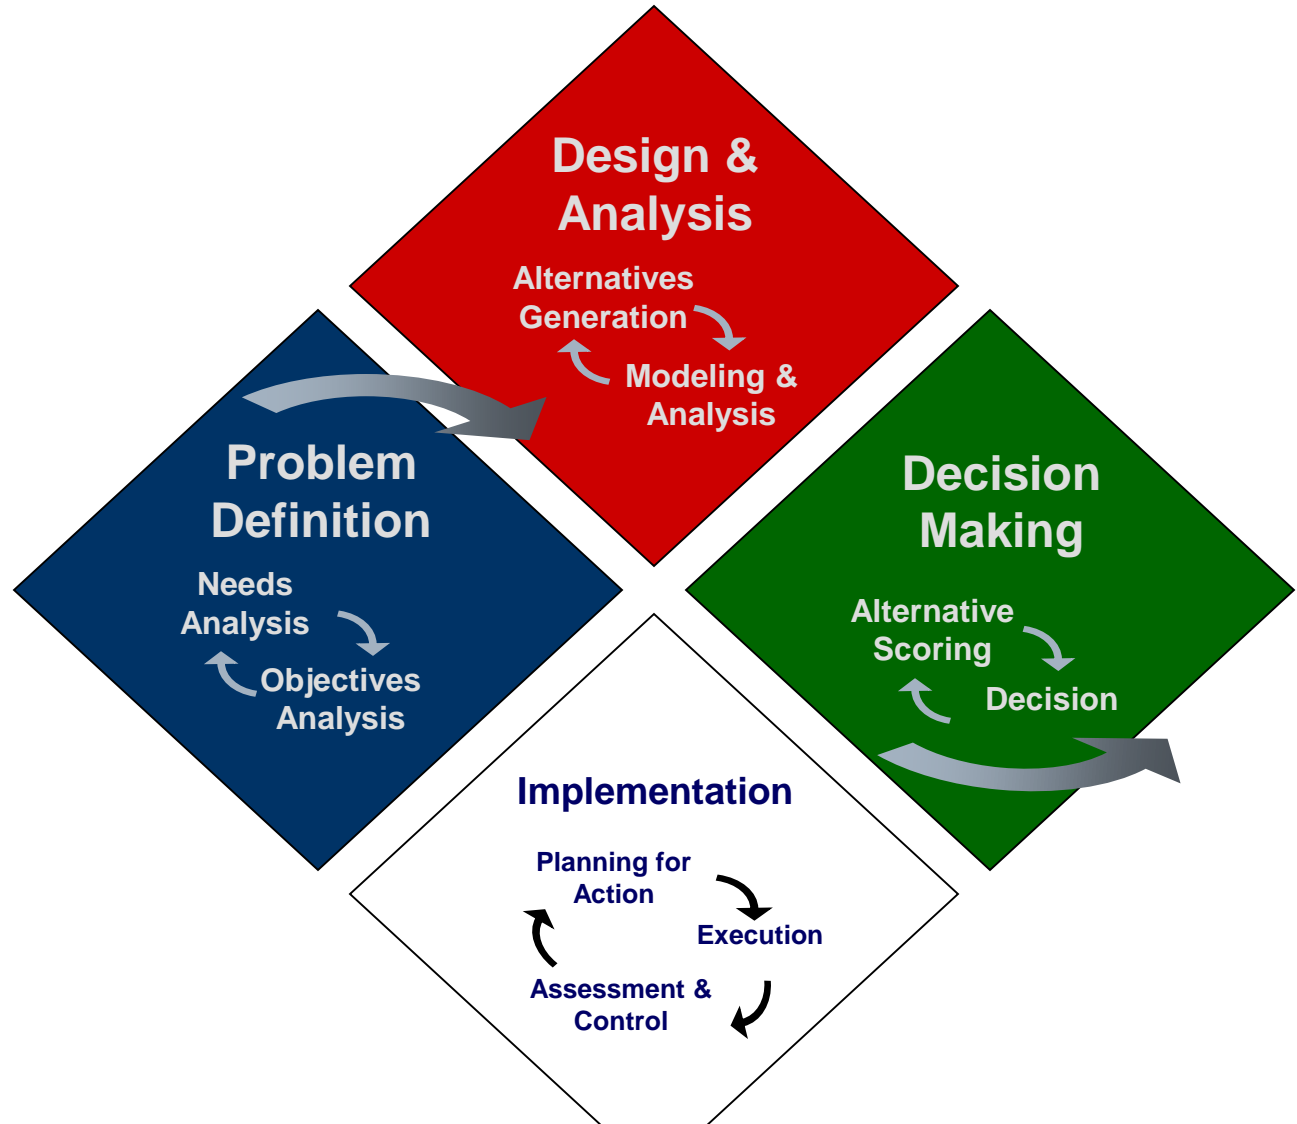 Design &
Analysis
Alternatives
Generation
Modeling &
Analysis
Problem
Definition
Needs
Analysis
Objectives
Analysis
Decision
Making
Alternative
Scoring
Decision
Implementation
Planning for
Action
Execution
Assessment &
Control